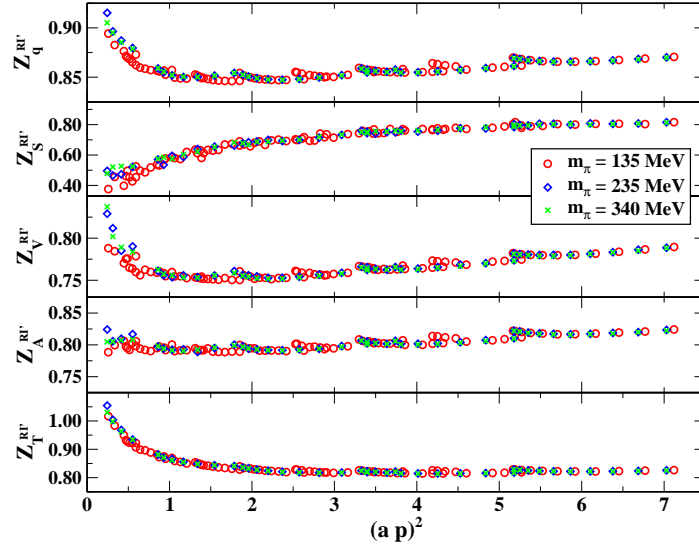 0.90
0.85
Z_q^{RI'}
0.80
0.60
0.40
Z_S^{RI'}
m_π = 135 MeV
m_π = 235 MeV
m_π = 340 MeV
0.80
0.75
Z_V^{RI'}
0.85
0.80
0.75
Z_A^{RI'}
1.00
0.90
0.80
Z_T^{RI'}
0 1 2 3 4 5 6 7
(a p)^2